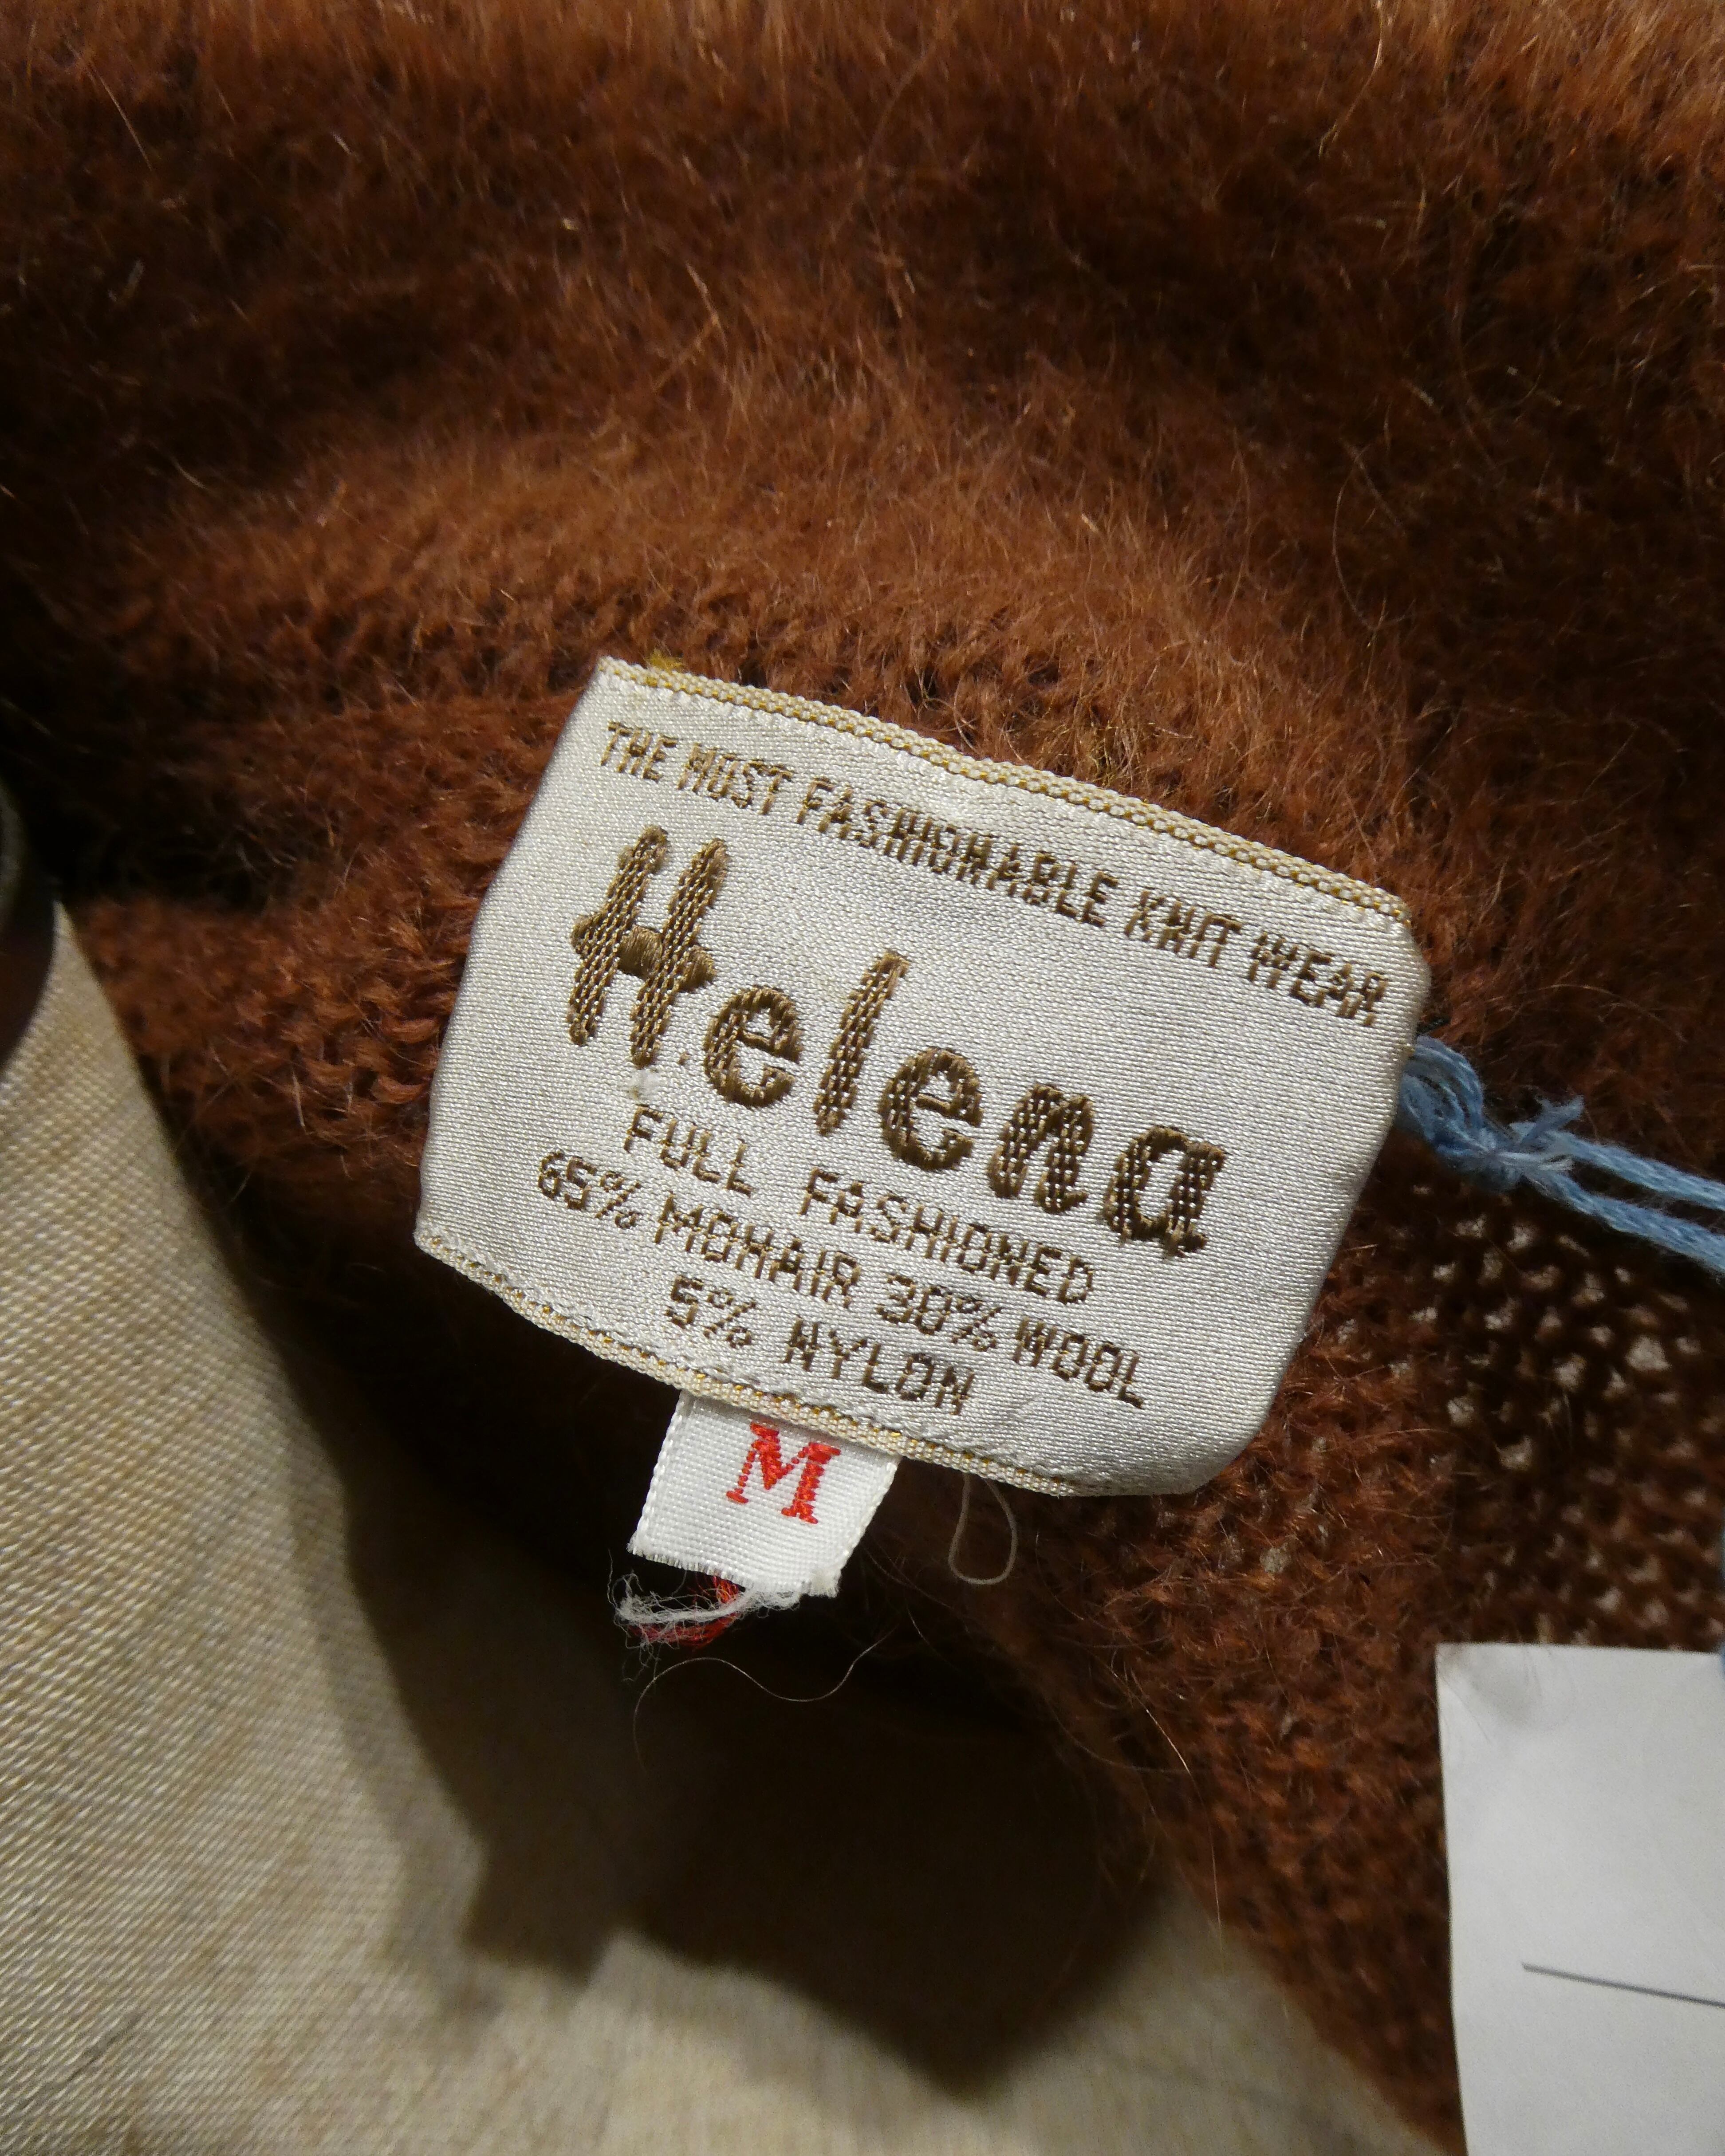 THE MOST FASHIONABLE KNIT WEAR
Helena
FULL FASHIONED
65% MOHAIR 30% WOOL
5% NYLON
M